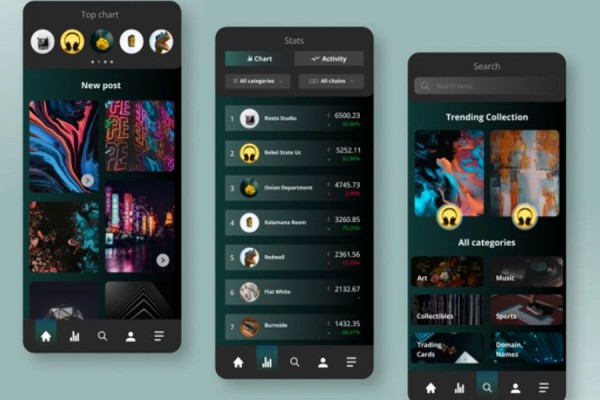 Top chart
New post
Stats
Chart
Activity
All categories
All chains
1 Roots Studio 6500.23
2 Rebel State Uc 5252.11
3 Onion Department 4745.73
4 Kalamana Room 3260.85
5 Redwall 2361.56
6 Flat White 2132.67
7 Burnside 1432.35
Search
Search items
Trending Collection
All categories
Art
Music
Collectibles
Sports
Trading
Cards
Domain
Names